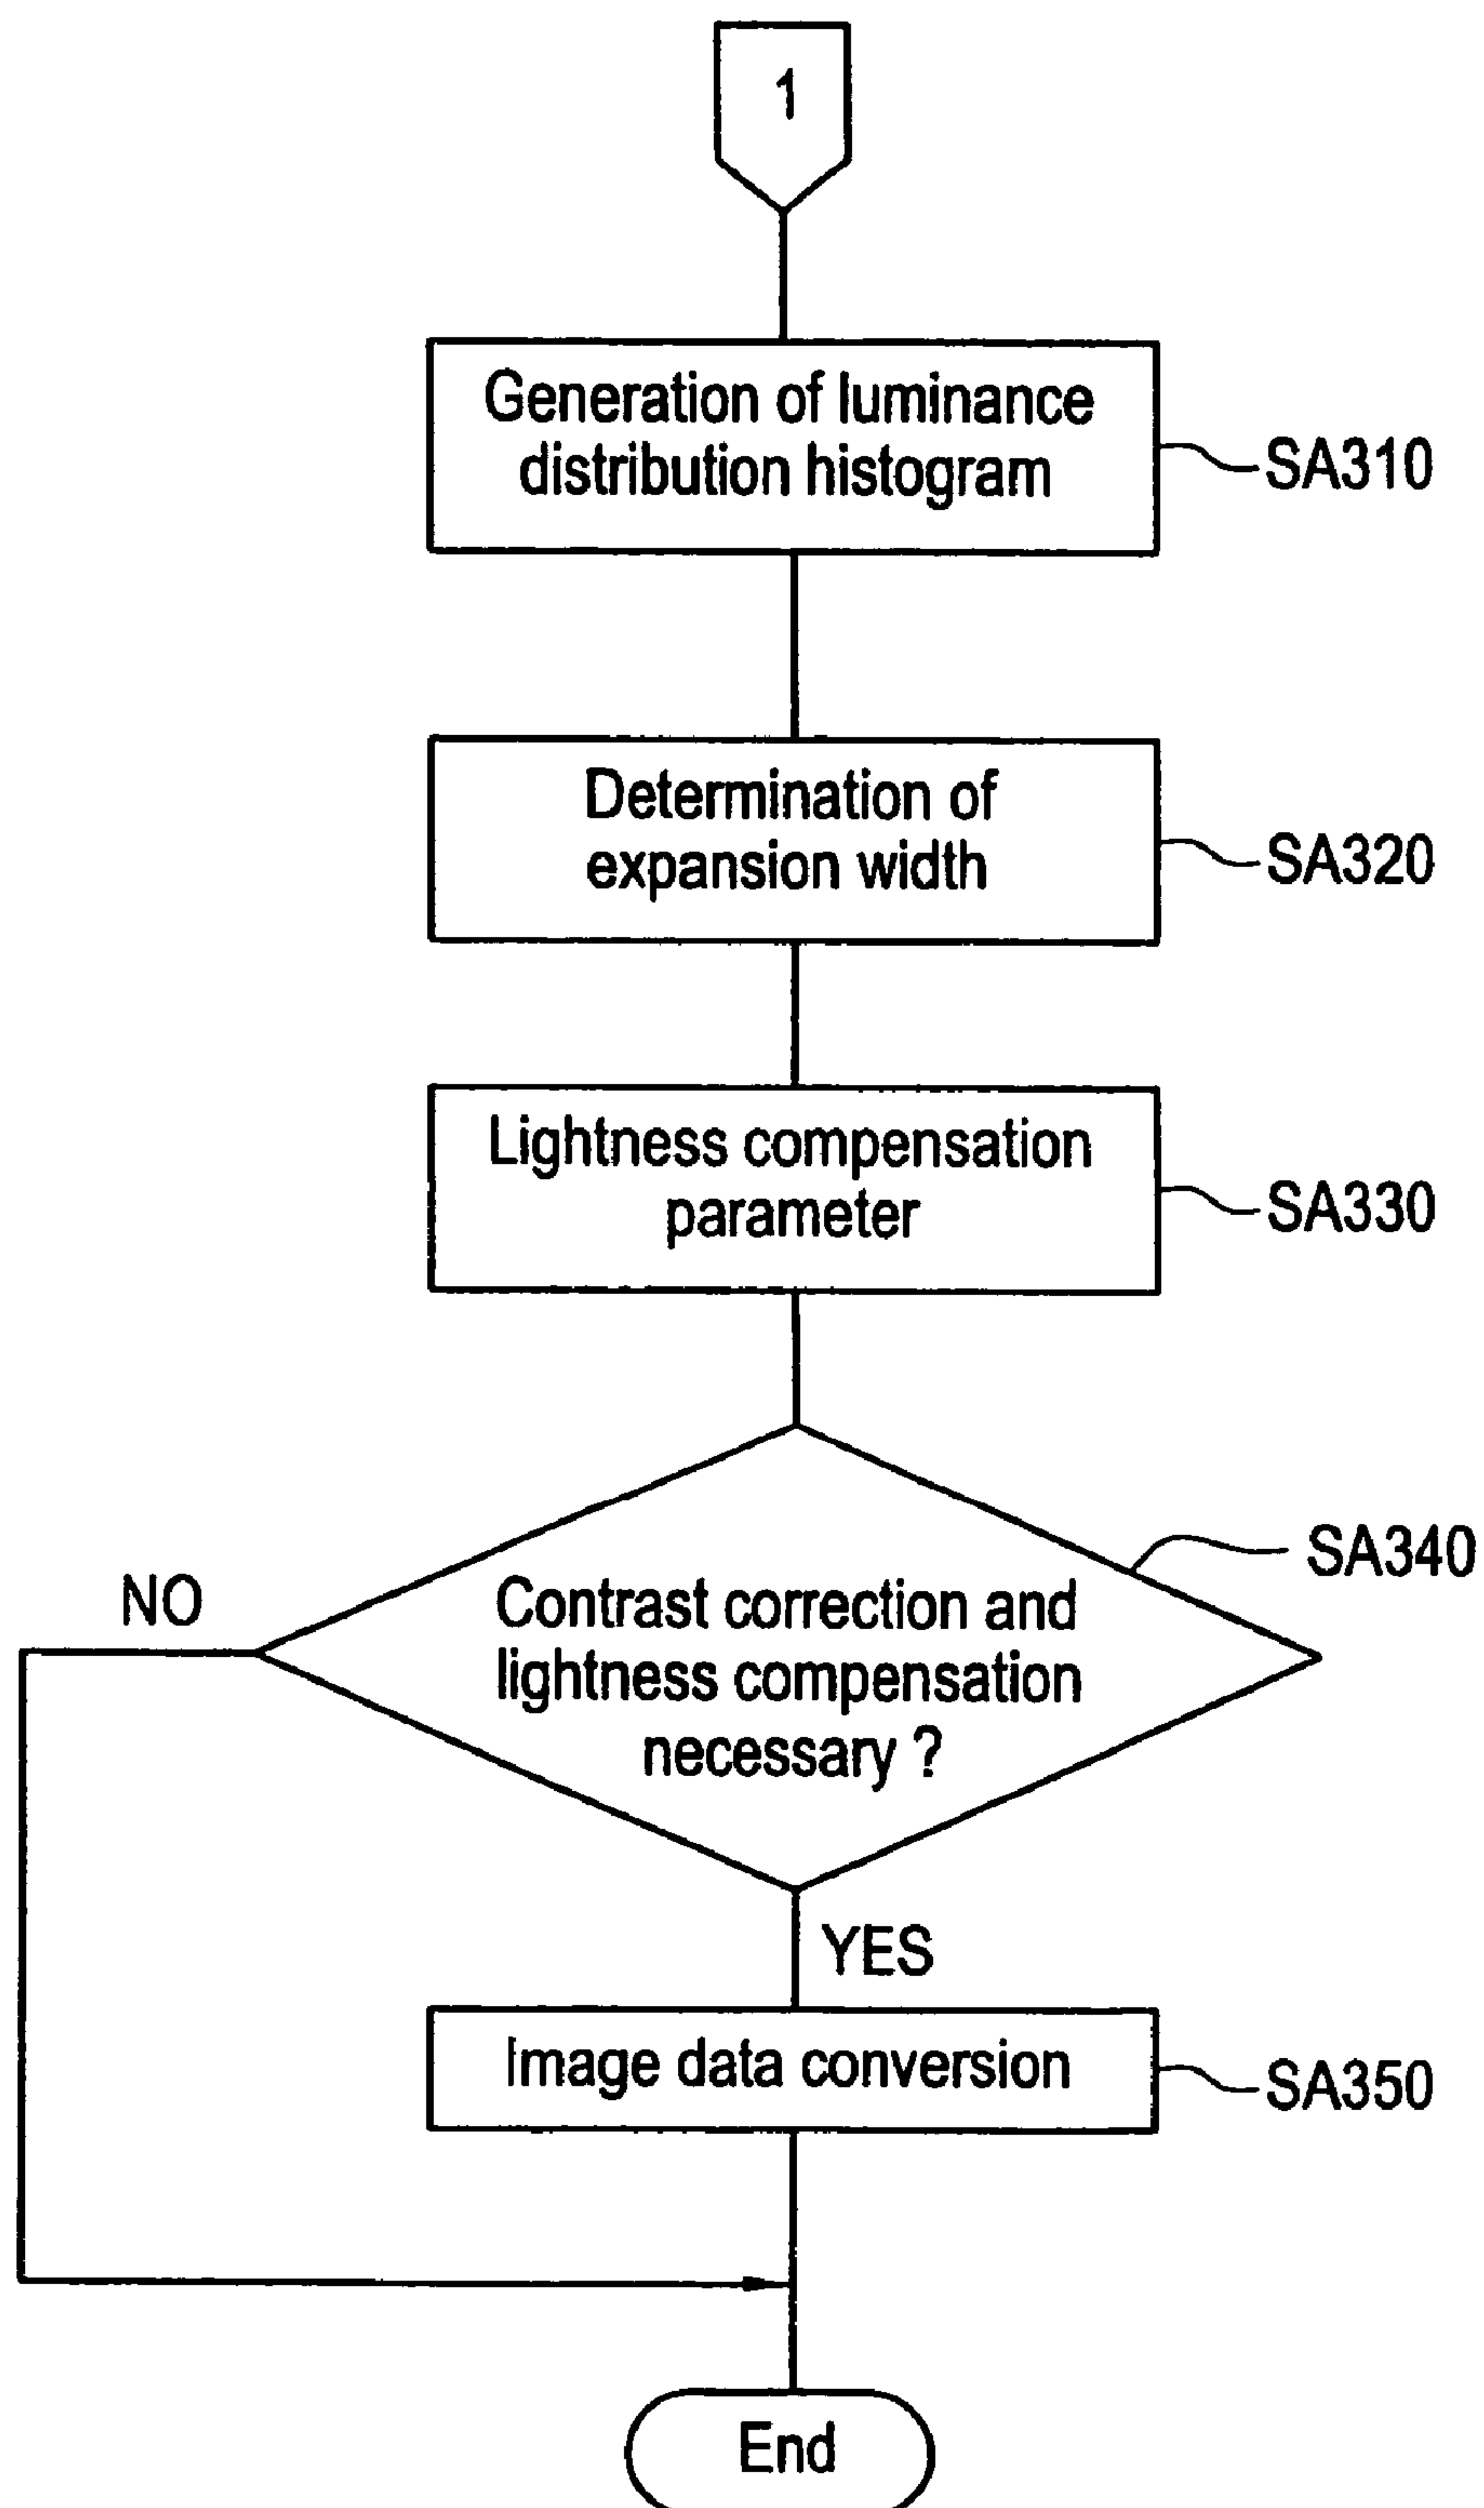 1
Generation of luminance
distribution histogram
SA310
Determination of
expansion width
SA320
Lightness compensation
parameter
SA330
SA340
NO
Contrast correction and
lightness compensation
necessary ?
YES
Image data conversion
SA350
End